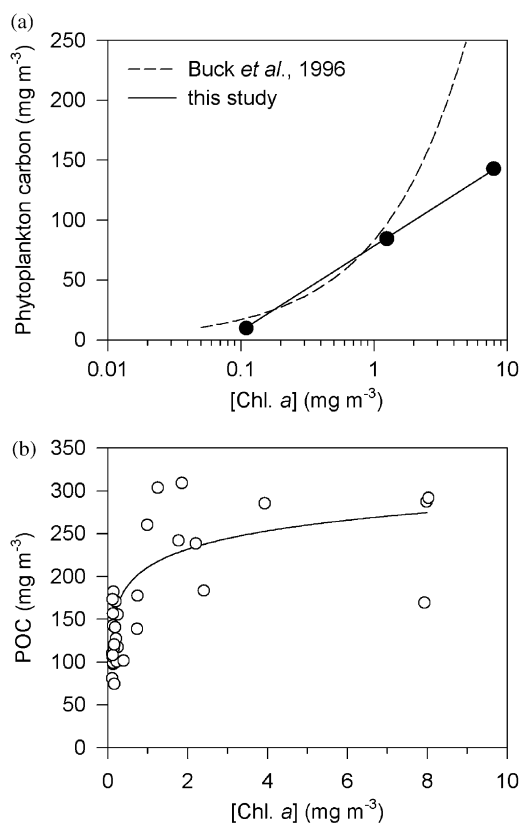 (a)
250
200
150
100
50
0
Phytoplankton carbon (mg m⁻³)
Buck et al., 1996
this study
0.01 0.1 1 10
[Chl. a] (mg m⁻³)
(b)
350
300
250
200
150
100
50
0
POC (mg m⁻³)
0 2 4 6 8 10
[Chl. a] (mg m⁻³)